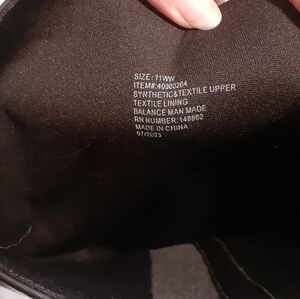 SIZE: 11WW
ITEM#:40900264
SYNTHETIC&TEXTILE UPPER
TEXTILE LINING
BALANCE MAN MADE
RN NUMBER:148862
MADE IN CHINA
07/2023